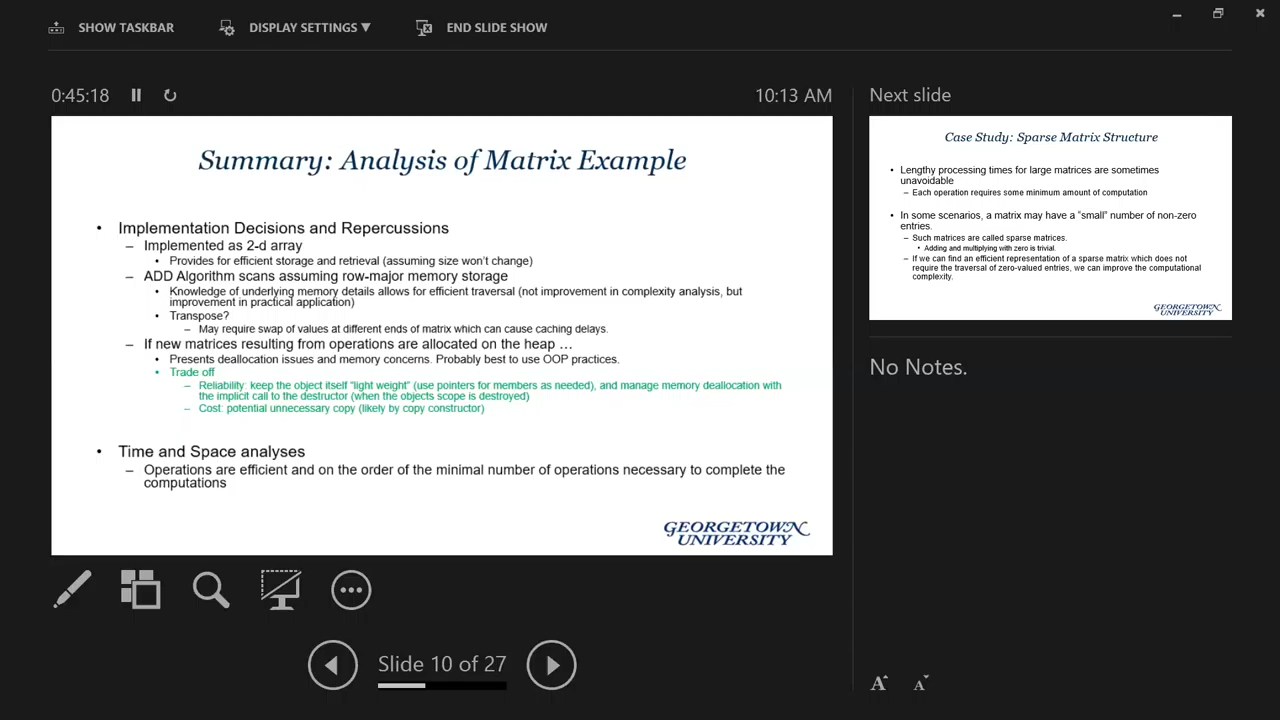 SHOW TASKBAR
DISPLAY SETTINGS ▼
END SLIDE SHOW
0:45:18
10:13 AM
Summary: Analysis of Matrix Example
• Implementation Decisions and Repercussions
– Implemented as 2-d array
• Provides for efficient storage and retrieval (assuming size won't change)
– ADD Algorithm scans assuming row-major memory storage
• Knowledge of underlying memory details allows for efficient traversal (not improvement in complexity analysis, but
improvement in practical application)
• Transpose?
– May require swap of values at different ends of matrix which can cause caching delays.
– If new matrices resulting from operations are allocated on the heap …
• Presents deallocation issues and memory concerns. Probably best to use OOP practices.
• Trade off
– Reliability: keep the object itself "light weight" (use pointers for members as needed), and manage memory deallocation with
the implicit call to the destructor (when the objects scope is destroyed)
– Cost: potential unnecessary copy (likely by copy constructor)
• Time and Space analyses
– Operations are efficient and on the order of the minimal number of operations necessary to complete the
computations
GEORGETOWN
UNIVERSITY
Slide 10 of 27
Next slide
Case Study: Sparse Matrix Structure
• Lengthy processing times for large matrices are sometimes
unavoidable
– Each operation requires some minimum amount of computation
• In some scenarios, a matrix may have a "small" number of non-zero
entries.
– Such matrices are called sparse matrices.
• Adding and multiplying with zero is trivial.
– If we can find an efficient representation of a sparse matrix which does not
require the traversal of zero-valued entries, we can improve the computational
complexity.
GEORGETOWN
UNIVERSITY
No Notes.
A A